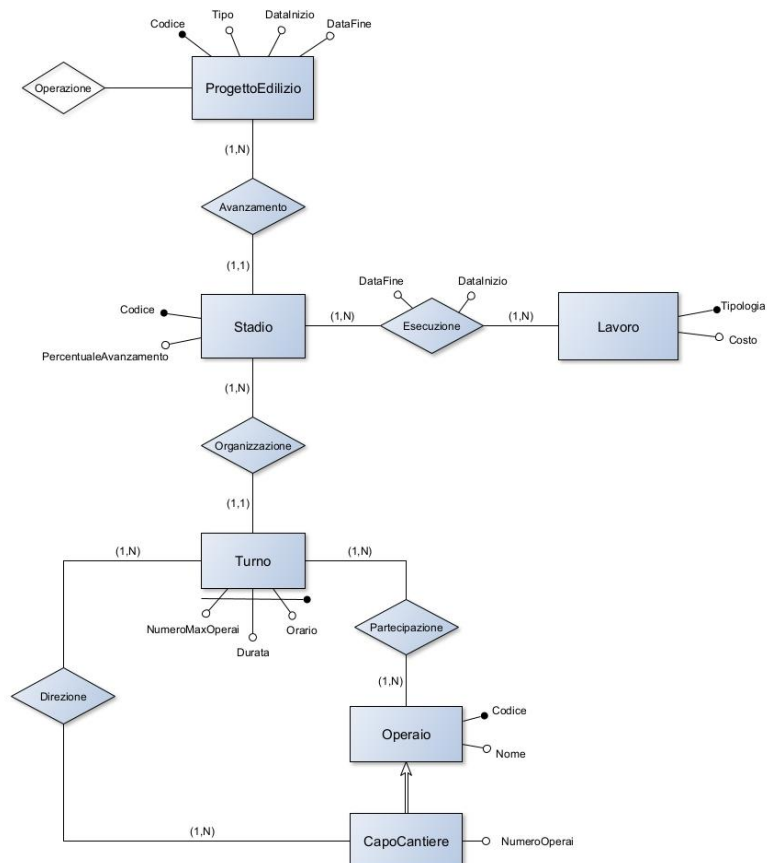 Codice
Tipo
DataInizio
DataFine
Operazione
ProgettoEdilizio
(1,N)
Avanzamento
(1,1)
DataFine
DataInizio
Codice
Stadio
(1,N)
Esecuzione
(1,N)
Lavoro
Tipologia
Costo
PercentualeAvanzamento
(1,N)
Organizzazione
(1,1)
(1,N)
Turno
(1,N)
NumeroMaxOperai
Durata
Orario
Partecipazione
Direzione
(1,N)
Operaio
Codice
Nome
(1,N)
CapoCantiere
NumeroOperai